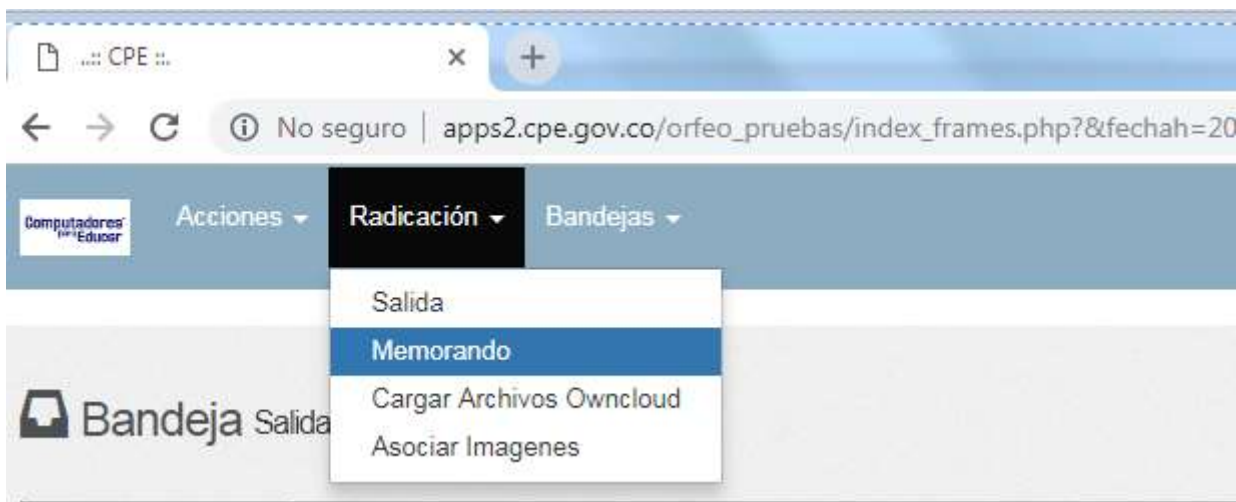 ..:: CPE ::.
No seguro | apps2.cpe.gov.co/orfeo_pruebas/index_frames.php?&fechah=20
Computadores
para Educar
Acciones Radicación Bandejas
Salida
Memorando
Cargar Archivos Owncloud
Asociar Imagenes
Bandeja Salida